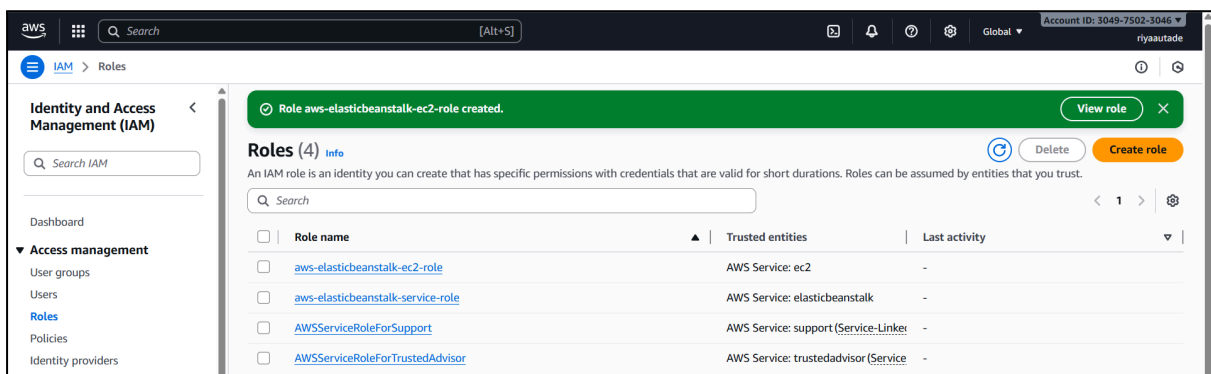 aws
Search [Alt+S]
Global
Account ID: 3049-7502-3046
riyaautade
IAM > Roles
Identity and Access Management (IAM)
Search IAM
Dashboard
Access management
User groups
Users
Roles
Policies
Identity providers
Role aws-elasticbeanstalk-ec2-role created.
View role
Roles (4) Info
Delete
Create role
An IAM role is an identity you can create that has specific permissions with credentials that are valid for short durations. Roles can be assumed by entities that you trust.
Search
1
Role name Trusted entities Last activity
aws-elasticbeanstalk-ec2-role AWS Service: ec2 -
aws-elasticbeanstalk-service-role AWS Service: elasticbeanstalk -
AWSServiceRoleForSupport AWS Service: support (Service-Linked -
AWSServiceRoleForTrustedAdvisor AWS Service: trustedadvisor (Service -